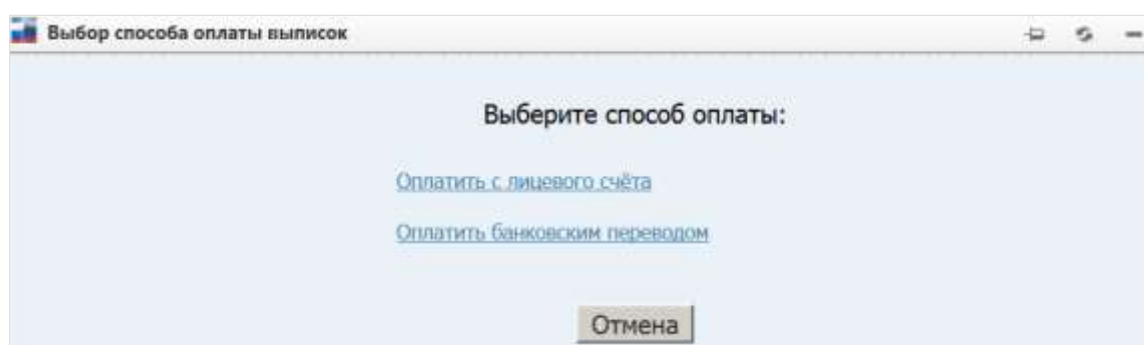 Выбор способа оплаты выписок
Выберите способ оплаты:
Оплатить с лицевого счёта
Оплатить банковским переводом
Отмена